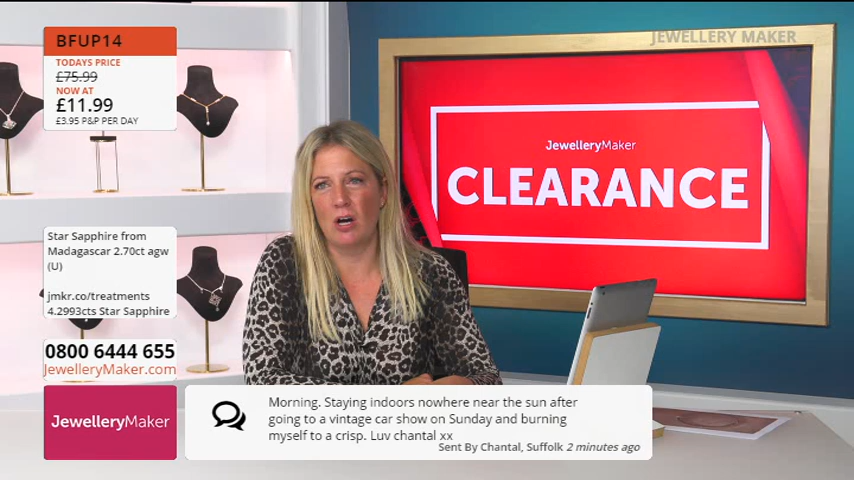 BFUP14
TODAYS PRICE
£75.99
NOW AT
£11.99
£3.95 P&P PER DAY
JEWELLERY MAKER
JewelleryMaker
CLEARANCE
Star Sapphire from
Madagascar 2.70ct agw
(U)
jmkr.co/treatments
4.2993cts Star Sapphire
0800 6444 655
JewelleryMaker.com
JewelleryMaker
Morning. Staying indoors nowhere near the sun after
going to a vintage car show on Sunday and burning
myself to a crisp. Luv chantal xx
Sent By Chantal, Suffolk 2 minutes ago